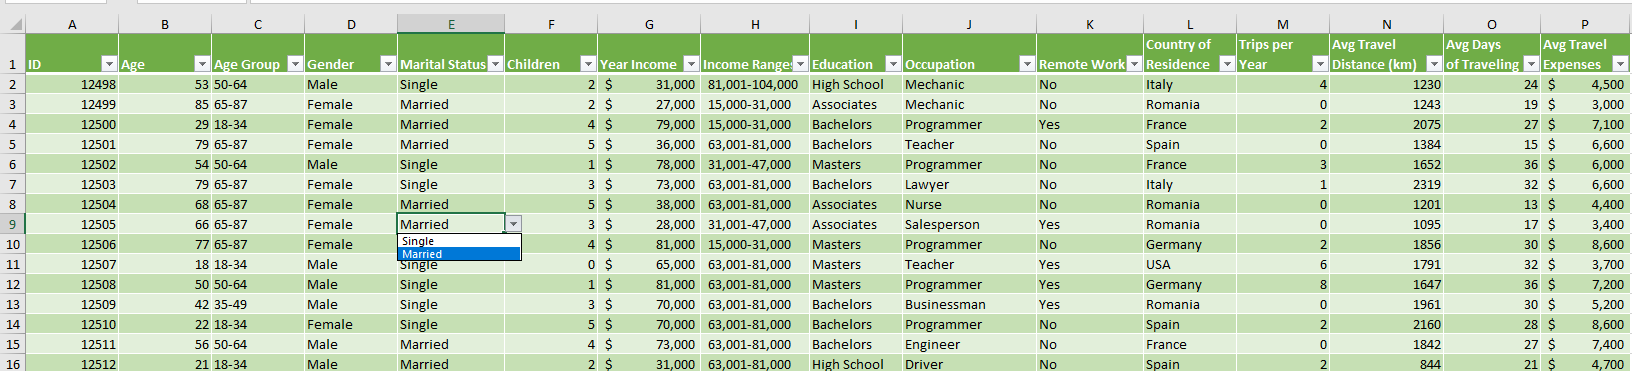 A B C D E F G H I J K L M N O P
1 ID Age Age Group Gender Marital Status Children Year Income Income Ranges Education Occupation Remote Work Country of Residence Trips per Year Avg Travel Distance (km) Avg Days of Traveling Avg Travel Expenses
2 12498 53 50-64 Male Single 2 $ 31,000 81,001-104,000 High School Mechanic No Italy 4 1230 24 $ 4,500
3 12499 85 65-87 Female Married 2 $ 27,000 15,000-31,000 Associates Mechanic No Romania 0 1243 19 $ 3,000
4 12500 29 18-34 Female Married 4 $ 79,000 15,000-31,000 Bachelors Programmer Yes France 2 2075 27 $ 7,100
5 12501 79 65-87 Female Married 5 $ 36,000 63,001-81,000 Bachelors Teacher No Spain 0 1384 15 $ 6,600
6 12502 54 50-64 Male Single 1 $ 78,000 31,001-47,000 Masters Programmer No France 3 1652 36 $ 6,000
7 12503 79 65-87 Female Single 3 $ 73,000 63,001-81,000 Bachelors Lawyer No Italy 1 2319 32 $ 6,600
8 12504 68 65-87 Female Married 5 $ 38,000 63,001-81,000 Associates Nurse No Romania 0 1201 13 $ 4,400
9 12505 66 65-87 Female Married 3 $ 28,000 31,001-47,000 Associates Salesperson Yes Romania 0 1095 17 $ 3,400
Single
Married
10 12506 77 65-87 Female 4 $ 81,000 15,000-31,000 Masters Programmer No Germany 2 1856 30 $ 8,600
11 12507 18 18-34 Male Single 0 $ 65,000 63,001-81,000 Masters Teacher Yes USA 6 1791 32 $ 3,700
12 12508 50 50-64 Male Single 1 $ 81,000 63,001-81,000 Masters Programmer Yes Germany 8 1647 36 $ 7,200
13 12509 42 35-49 Male Single 3 $ 70,000 63,001-81,000 Bachelors Businessman Yes Romania 0 1961 30 $ 5,200
14 12510 22 18-34 Female Single 5 $ 70,000 63,001-81,000 Bachelors Programmer No Spain 2 2160 28 $ 8,600
15 12511 56 50-64 Male Married 4 $ 73,000 63,001-81,000 Bachelors Engineer No France 0 1842 27 $ 7,400
16 12512 21 18-34 Male Married 2 $ 31,000 63,001-81,000 High School Driver No Spain 2 844 21 $ 4,700